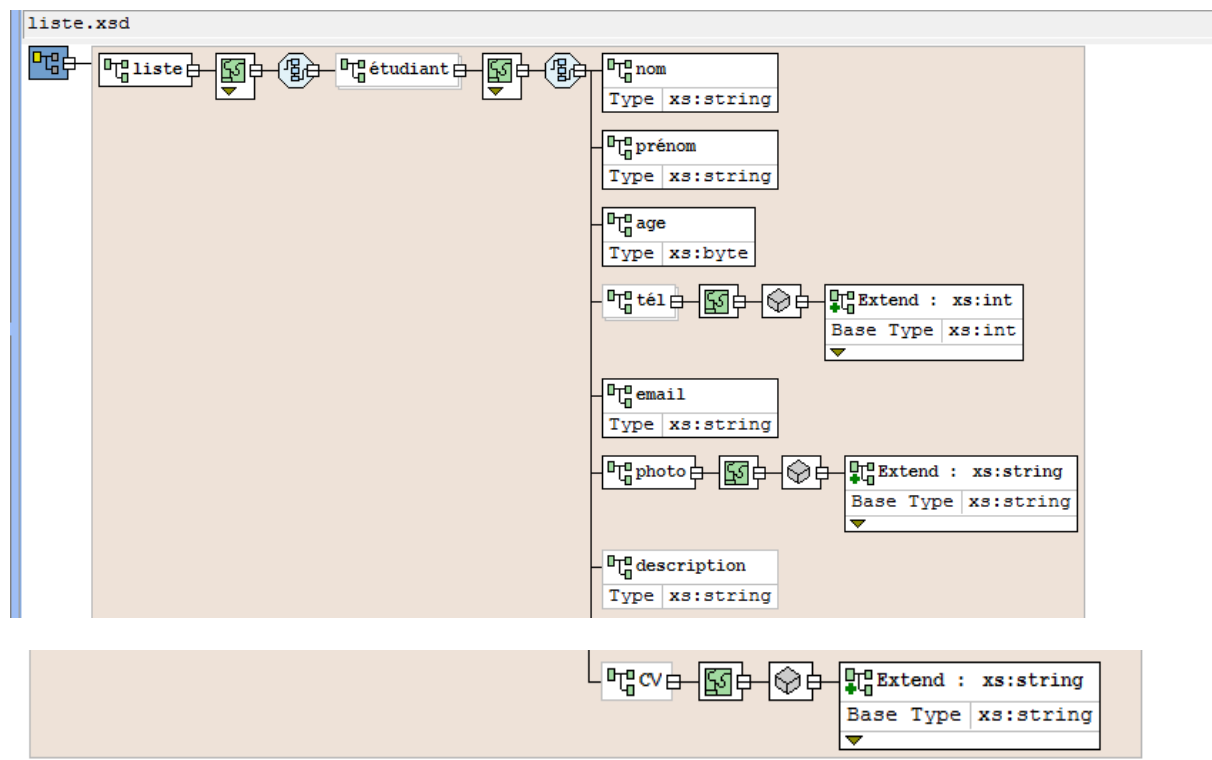 liste.xsd
liste étudiant nom
Type xs:string
prénom
Type xs:string
age
Type xs:byte
tél Extend : xs:int
Base Type xs:int
email
Type xs:string
photo Extend : xs:string
Base Type xs:string
description
Type xs:string
CV Extend : xs:string
Base Type xs:string